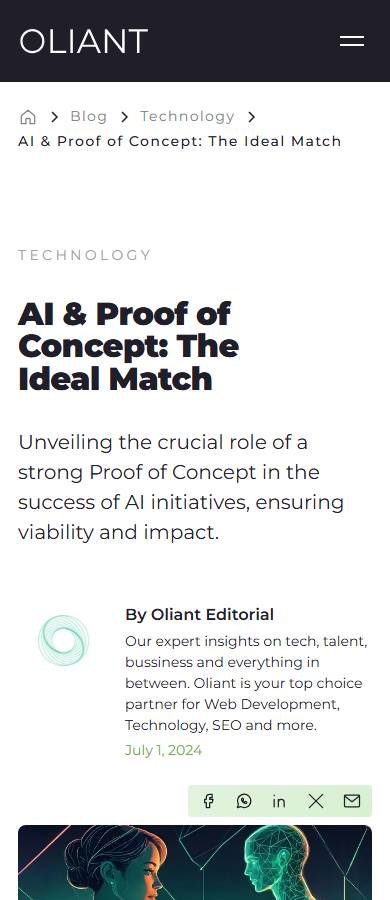 OLIANT
Blog
Technology
AI & Proof of Concept: The Ideal Match
TECHNOLOGY
AI & Proof of
Concept: The
Ideal Match
Unveiling the crucial role of a
strong Proof of Concept in the
success of AI initiatives, ensuring
viability and impact.
By Oliant Editorial
Our expert insights on tech, talent,
bussiness and everything in
between. Oliant is your top choice
partner for Web Development,
Technology, SEO and more.
July 1, 2024